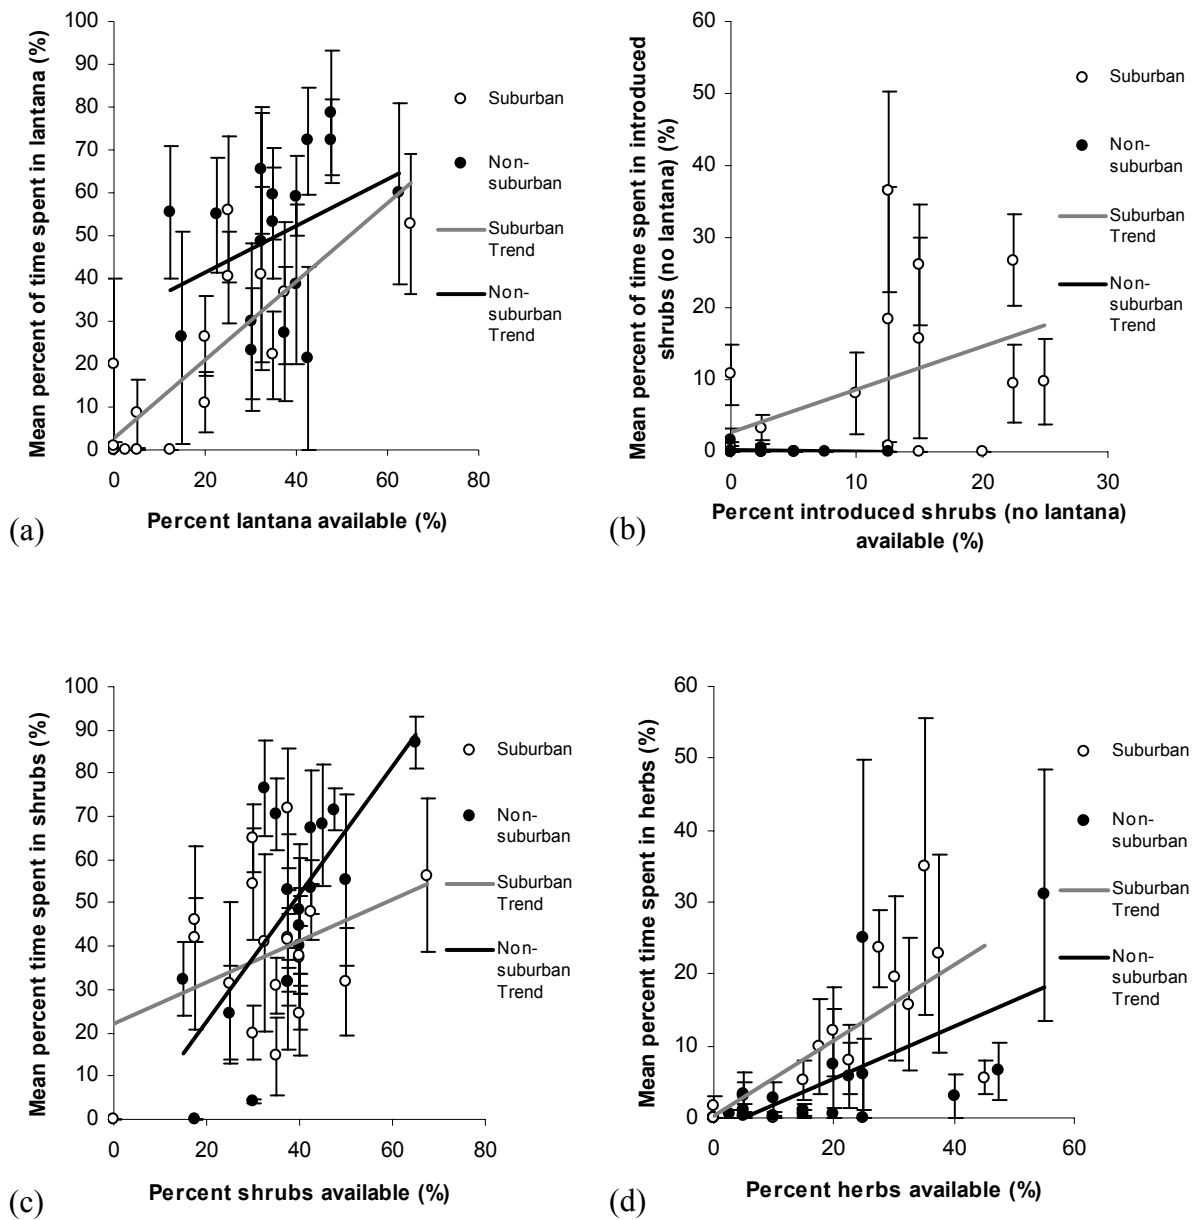 100
90
80
70
60
50
40
30
20
10
0
0 20 40 60 80
Mean percent of time spent in lantana (%)
Percent lantana available (%)
Suburban
Non-
suburban
Suburban
Trend
Non-
suburban
Trend
(a)
60
50
40
30
20
10
0
0 10 20 30
Mean percent of time spent in introduced
shrubs (no lantana) (%)
Percent introduced shrubs (no lantana)
available (%)
Suburban
Non-
suburban
Suburban
Trend
Non-
suburban
Trend
(b)
100
90
80
70
60
50
40
30
20
10
0
0 20 40 60 80
Mean percent time spent in shrubs (%)
Percent shrubs available (%)
Suburban
Non-
suburban
Suburban
Trend
Non-
suburban
Trend
(c)
60
50
40
30
20
10
0
0 20 40 60
Mean percent time spent in herbs (%)
Percent herbs available (%)
Suburban
Non-
suburban
Suburban
Trend
Non-
suburban
Trend
(d)